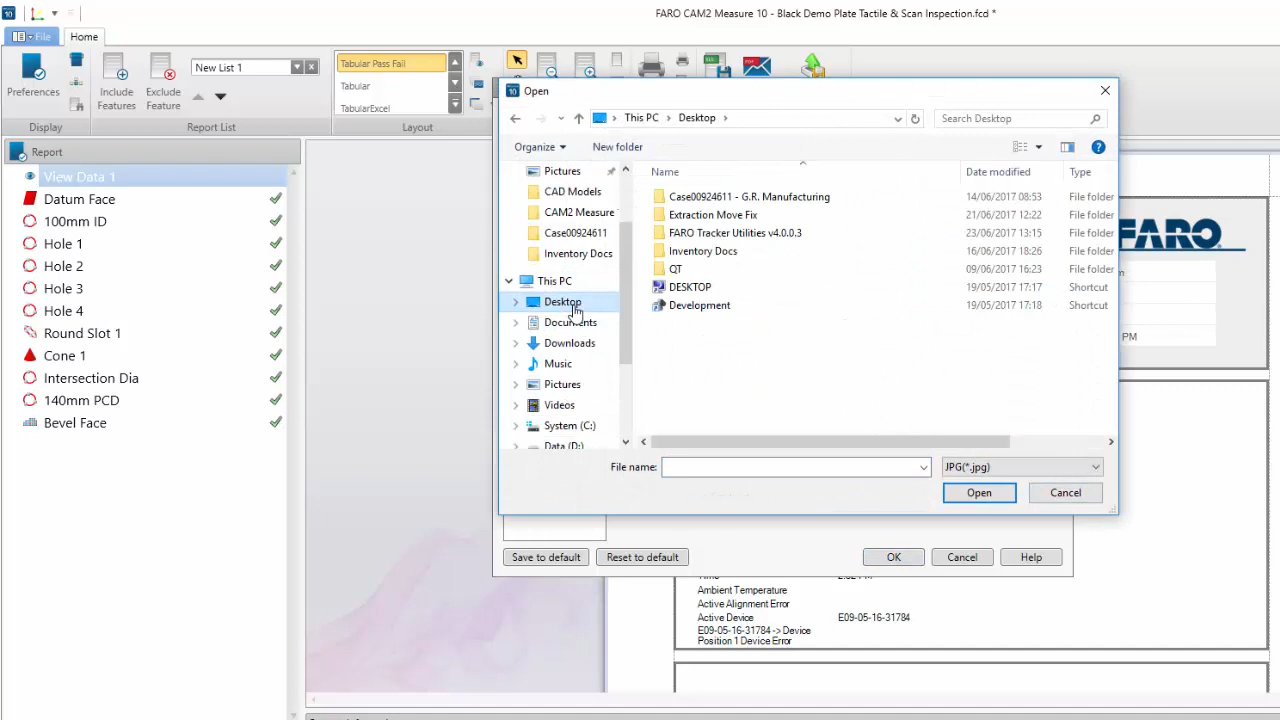 FARO CAM2 Measure 10 - Black Demo Plate Tactile & Scan Inspection.fcd *
File
Home
Preferences
Include Features
Exclude Features
New List 1
Display
Report List
Tabular Pass Fail
Tabular
TabularExcel
Layout
Report
View Data 1
Datum Face
100mm ID
Hole 1
Hole 2
Hole 3
Hole 4
Round Slot 1
Cone 1
Intersection Dia
140mm PCD
Bevel Face
Open
This PC
Desktop
Search Desktop
Organize
New folder
Pictures
CAD Models
CAM2 Measure
Case00924611
Inventory Docs
This PC
Desktop
Documents
Downloads
Music
Pictures
Videos
System (C:)
Data (D:)
Name Date modified Type
Case00924611 - G.R. Manufacturing 14/06/2017 08:53 File folder
Extraction Move Fix 21/06/2017 12:22 File folder
FARO Tracker Utilities v4.0.0.3 23/06/2017 13:15 File folder
Inventory Docs 16/06/2017 18:26 File folder
QT 09/06/2017 16:23 File folder
DESKTOP 19/05/2017 17:17 Shortcut
Development 19/05/2017 17:18 Shortcut
File name:
JPG(*.jpg)
Open
Cancel
Save to default
Reset to default
OK
Cancel
Help
FARO
PM
Ambient Temperature
Active Alignment Error
Active Device E09-05-16-31784
E09-05-16-31784 -> Device
Position 1 Device Error